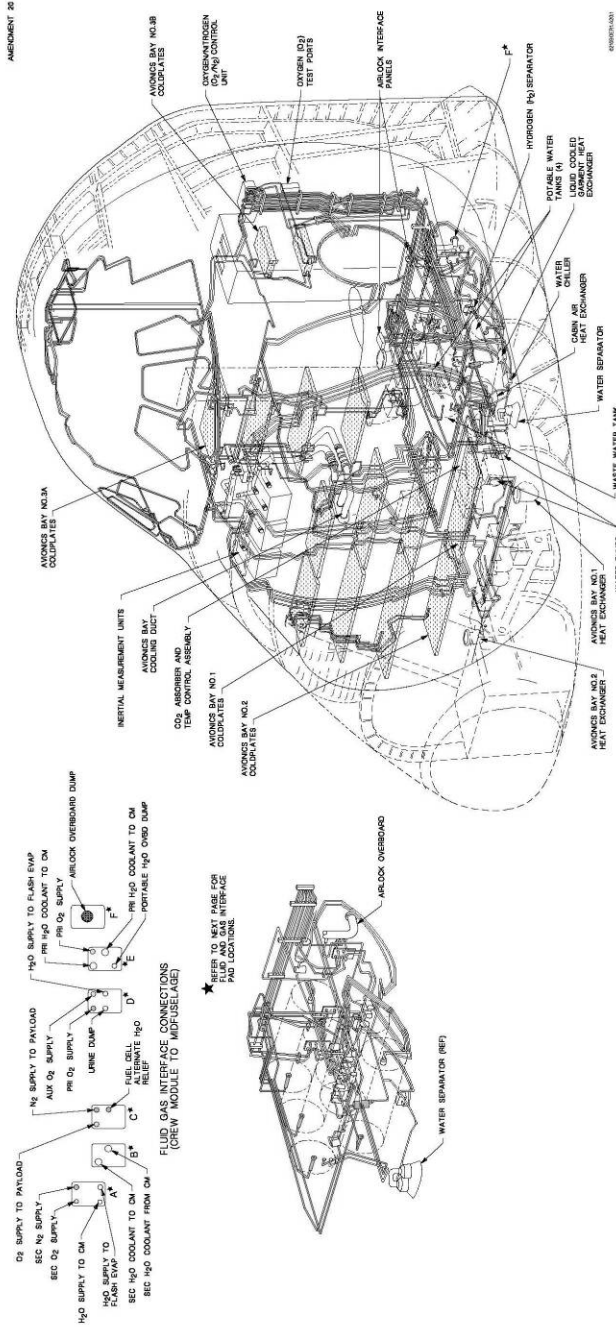 AMENDMENT 20
O₂ SUPPLY TO PAYLOAD
SEC N₂ SUPPLY
SEC O₂ SUPPLY
H₂O SUPPLY TO CM
H₂O SUPPLY TO
FLASH EVAP
A★
SEC H₂O COOLANT TO CM
SEC H₂O COOLANT FROM CM
B★
C★
FUEL CELL
ALTERNATE H₂O
RELIEF
N₂ SUPPLY TO PAYLOAD
AUX O₂ SUPPLY
PRI O₂ SUPPLY
URINE DUMP
D★
H₂O SUPPLY TO FLASH EVAP
PRI H₂O COOLANT TO CM
PRI O₂ SUPPLY
E★
AIRLOCK OVERBOARD DUMP
F★
PRI H₂O COOLANT TO CM
PORTABLE H₂O OVBD DUMP
FLUID GAS INTERFACE CONNECTIONS
(CREW MODULE TO MIDFUSELAGE)
★ REFER TO NEXT PAGE FOR
FLUID AND GAS INTERFACE
PAD LOCATIONS.
AIRLOCK OVERBOARD
WATER SEPARATOR (REF)
AVIONICS BAY NO.3A
COLDPLATES
INERTIAL MEASUREMENT UNITS
AVIONICS BAY
COOLING DUCT
CO₂ ABSORBER AND
TEMP CONTROL ASSEMBLY
AVIONICS BAY NO.1
COLDPLATES
AVIONICS BAY NO.2
COLDPLATES
AVIONICS BAY NO.3B
COLDPLATES
OXYGEN/NITROGEN
(O₂/N₂) CONTROL
UNIT
OXYGEN (O₂)
TEST PORTS
AIRLOCK INTERFACE
PANELS
F★
HYDROGEN (H₂) SEPARATOR
POTABLE WATER
TANKS (4)
LIQUID COOLED
GARMENT HEAT
EXCHANGER
WATER
CHILLER
CABIN AIR
HEAT EXCHANGER
WATER SEPARATOR
WASTE WATER TANK
AVIONICS BAY NO.1
HEAT EXCHANGER
AVIONICS BAY NO.2
HEAT EXCHANGER